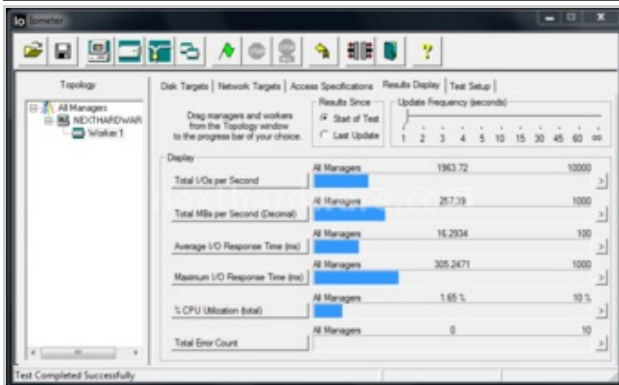 Iometer
Topology
All Managers
NEXTHARDWAR
Worker 1
Disk Targets | Network Targets | Access Specifications | Results Display | Test Setup
Drag managers and workers
from the Topology window
to the progress bar of your choice.
Results Since
Start of Test
Last Update
Update Frequency (seconds)
1 2 3 4 5 10 15 30 45 60 ∞
Display
All Managers 1963.72 10000
Total I/Os per Second
All Managers 257.39 1000
Total MBs per Second (Decimal)
All Managers 16.2934 100
Average I/O Response Time (ms)
All Managers 305.2471 1000
Maximum I/O Response Time (ms)
All Managers 1.65 % 10 %
% CPU Utilization (total)
All Managers 0 10
Total Error Count
Test Completed Successfully